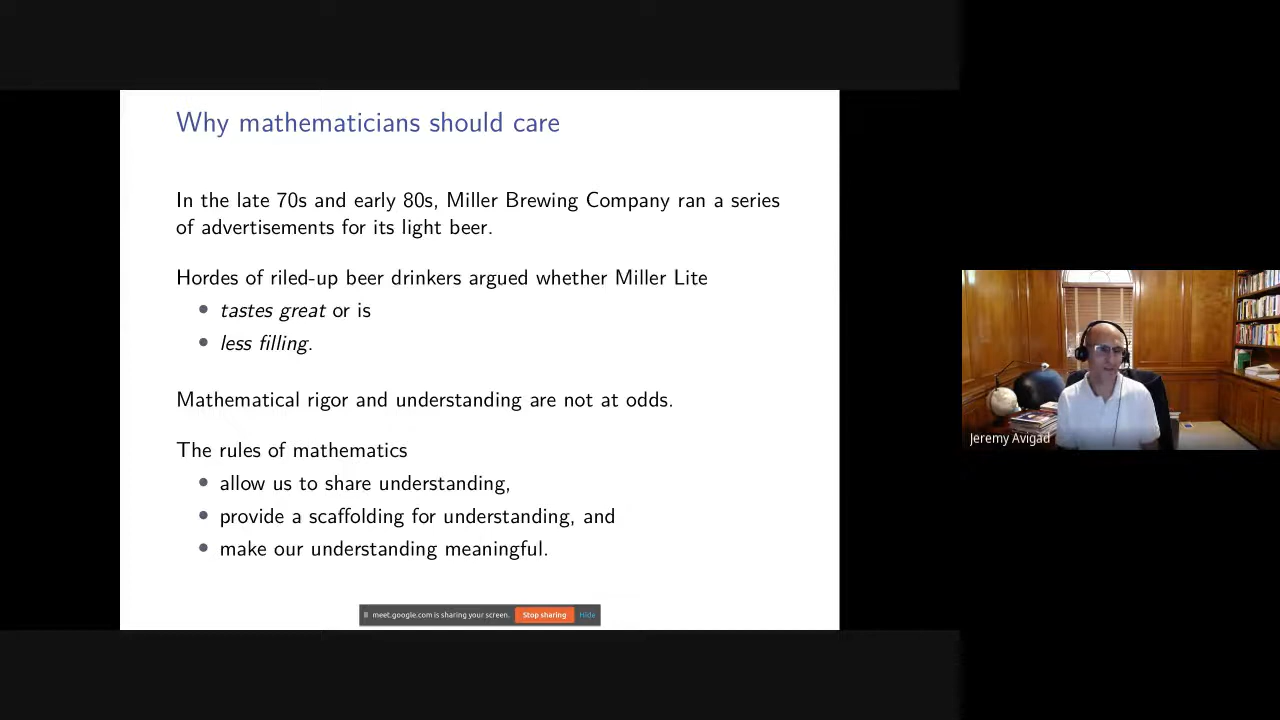 Why mathematicians should care
In the late 70s and early 80s, Miller Brewing Company ran a series
of advertisements for its light beer.
Hordes of riled-up beer drinkers argued whether Miller Lite
• tastes great or is
• less filling.
Mathematical rigor and understanding are not at odds.
The rules of mathematics
• allow us to share understanding,
• provide a scaffolding for understanding, and
• make our understanding meaningful.
meet.google.com is sharing your screen. Stop sharing Hide
Jeremy Avigad